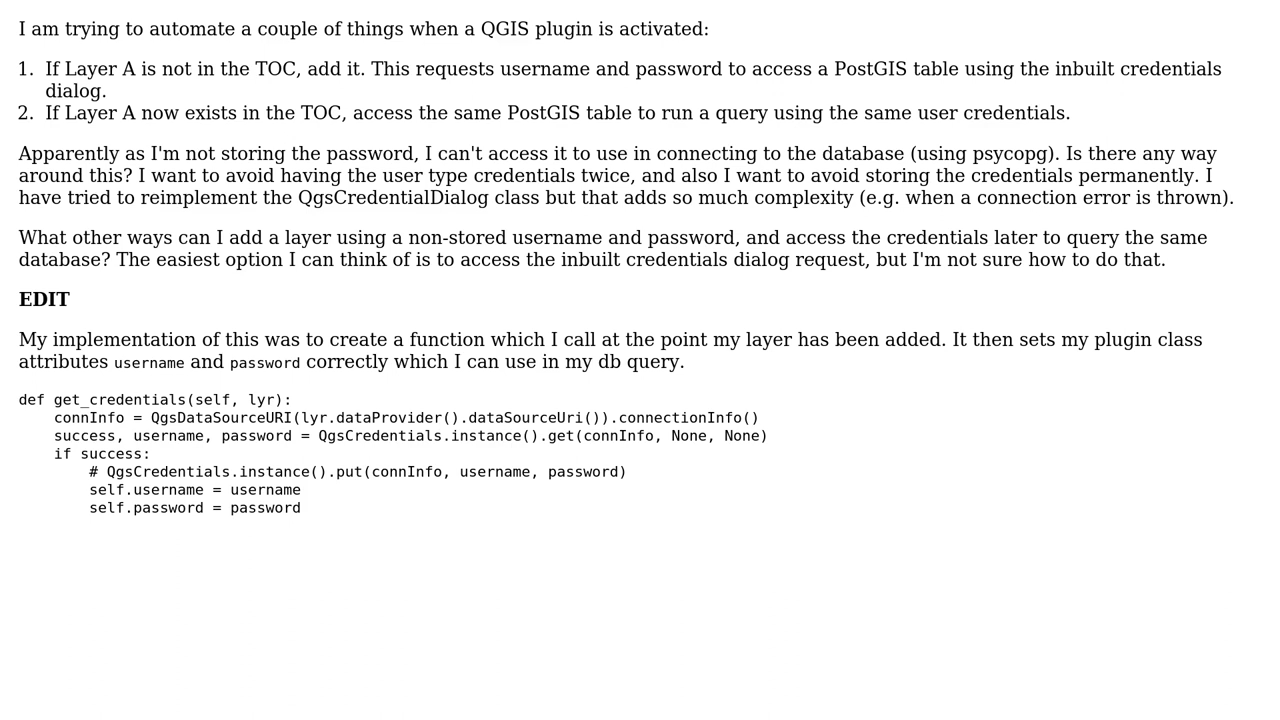 I am trying to automate a couple of things when a QGIS plugin is activated:
1. If Layer A is not in the TOC, add it. This requests username and password to access a PostGIS table using the inbuilt credentials
dialog.
2. If Layer A now exists in the TOC, access the same PostGIS table to run a query using the same user credentials.
Apparently as I'm not storing the password, I can't access it to use in connecting to the database (using psycopg). Is there any way
around this? I want to avoid having the user type credentials twice, and also I want to avoid storing the credentials permanently. I
have tried to reimplement the QgsCredentialDialog class but that adds so much complexity (e.g. when a connection error is thrown).
What other ways can I add a layer using a non-stored username and password, and access the credentials later to query the same
database? The easiest option I can think of is to access the inbuilt credentials dialog request, but I'm not sure how to do that.
EDIT
My implementation of this was to create a function which I call at the point my layer has been added. It then sets my plugin class
attributes username and password correctly which I can use in my db query.
def get_credentials(self, lyr):
    connInfo = QgsDataSourceURI(lyr.dataProvider().dataSourceUri()).connectionInfo()
    success, username, password = QgsCredentials.instance().get(connInfo, None, None)
    if success:
        # QgsCredentials.instance().put(connInfo, username, password)
        self.username = username
        self.password = password